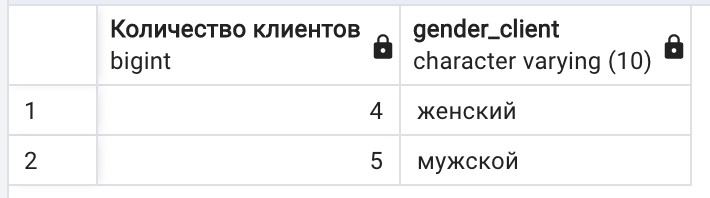 Количество клиентов gender_client
bigint character varying (10)
1 4 женский
2 5 мужской